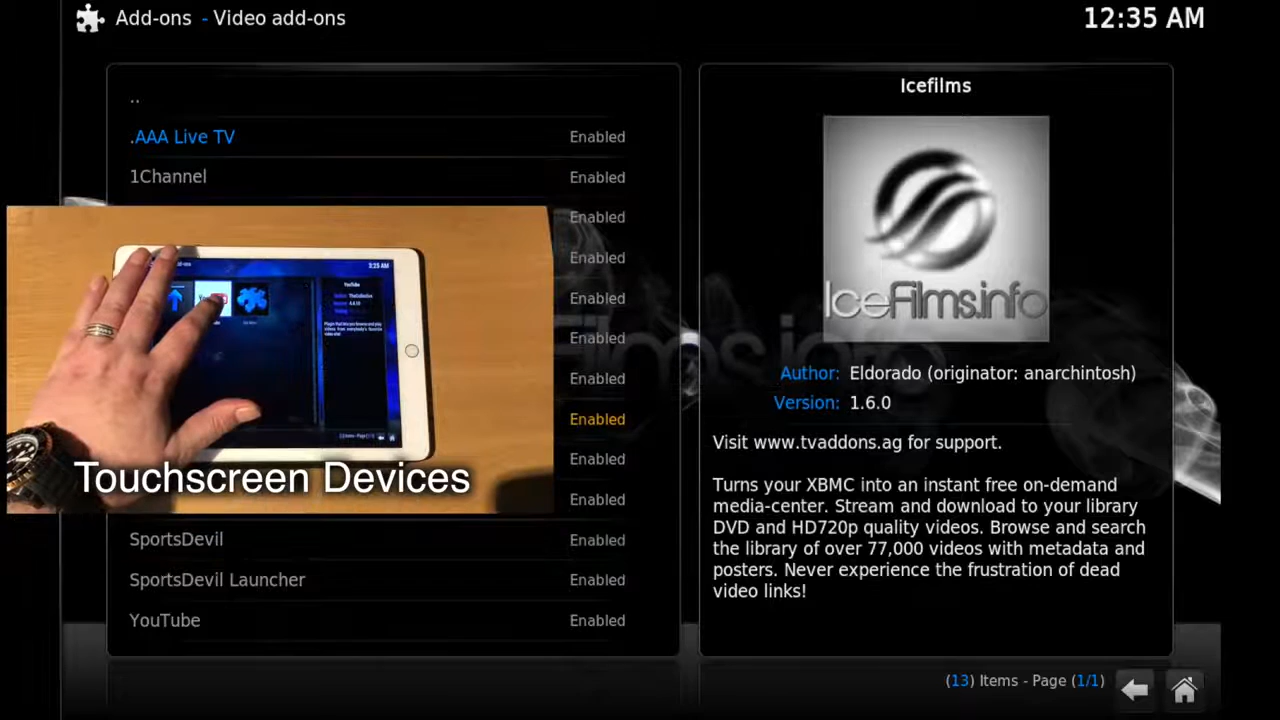 Add-ons - Video add-ons
12:35 AM
..
.AAA Live TV Enabled
1Channel Enabled
Enabled
Enabled
Enabled
Enabled
Enabled
Enabled
Enabled
Enabled
SportsDevil Enabled
SportsDevil Launcher Enabled
YouTube Enabled
Touchscreen Devices
3:25 AM
YouTube
Icefilms
IceFilms.info
Author: Eldorado (originator: anarchintosh)
Version: 1.6.0
Visit www.tvaddons.ag for support.
Turns your XBMC into an instant free on-demand
media-center. Stream and download to your library
DVD and HD720p quality videos. Browse and search
the library of over 77,000 videos with metadata and
posters. Never experience the frustration of dead
video links!
(13) Items - Page (1/1)